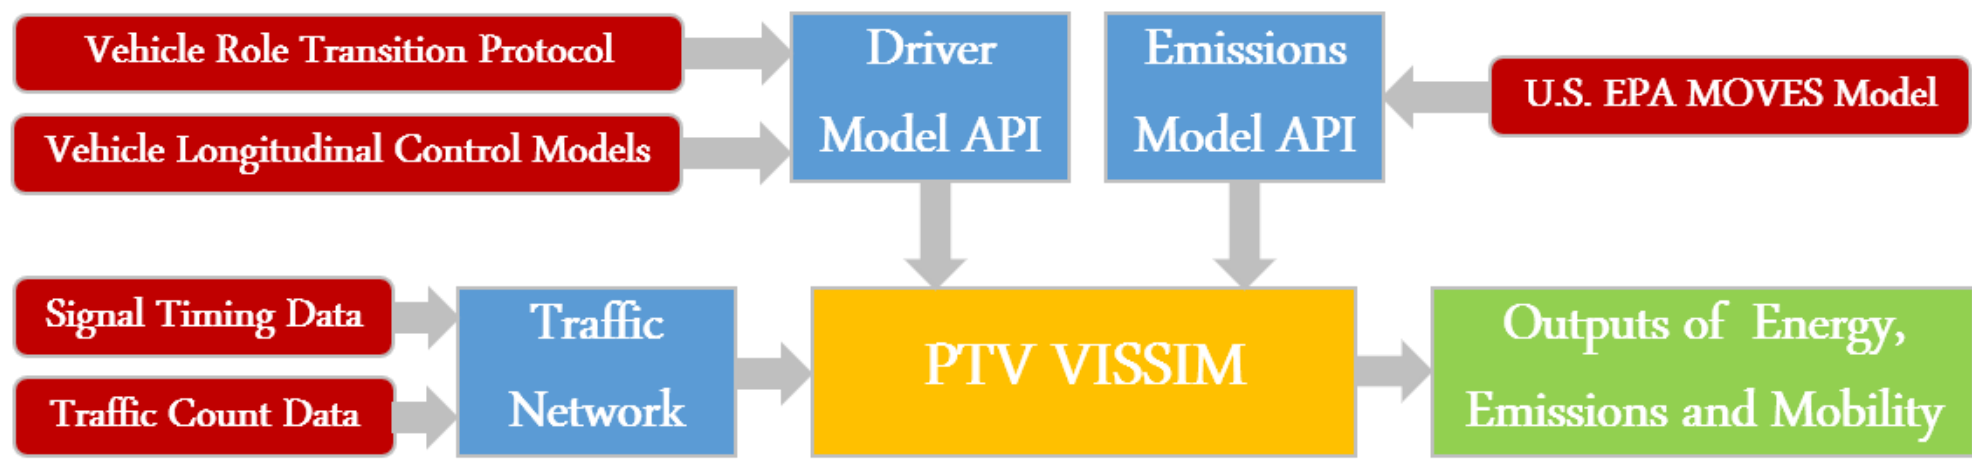 Vehicle Role Transition Protocol
Vehicle Longitudinal Control Models
Driver
Model API
Emissions
Model API
U.S. EPA MOVES Model
Signal Timing Data
Traffic Count Data
Traffic
Network
PTV VISSIM
Outputs of Energy,
Emissions and Mobility